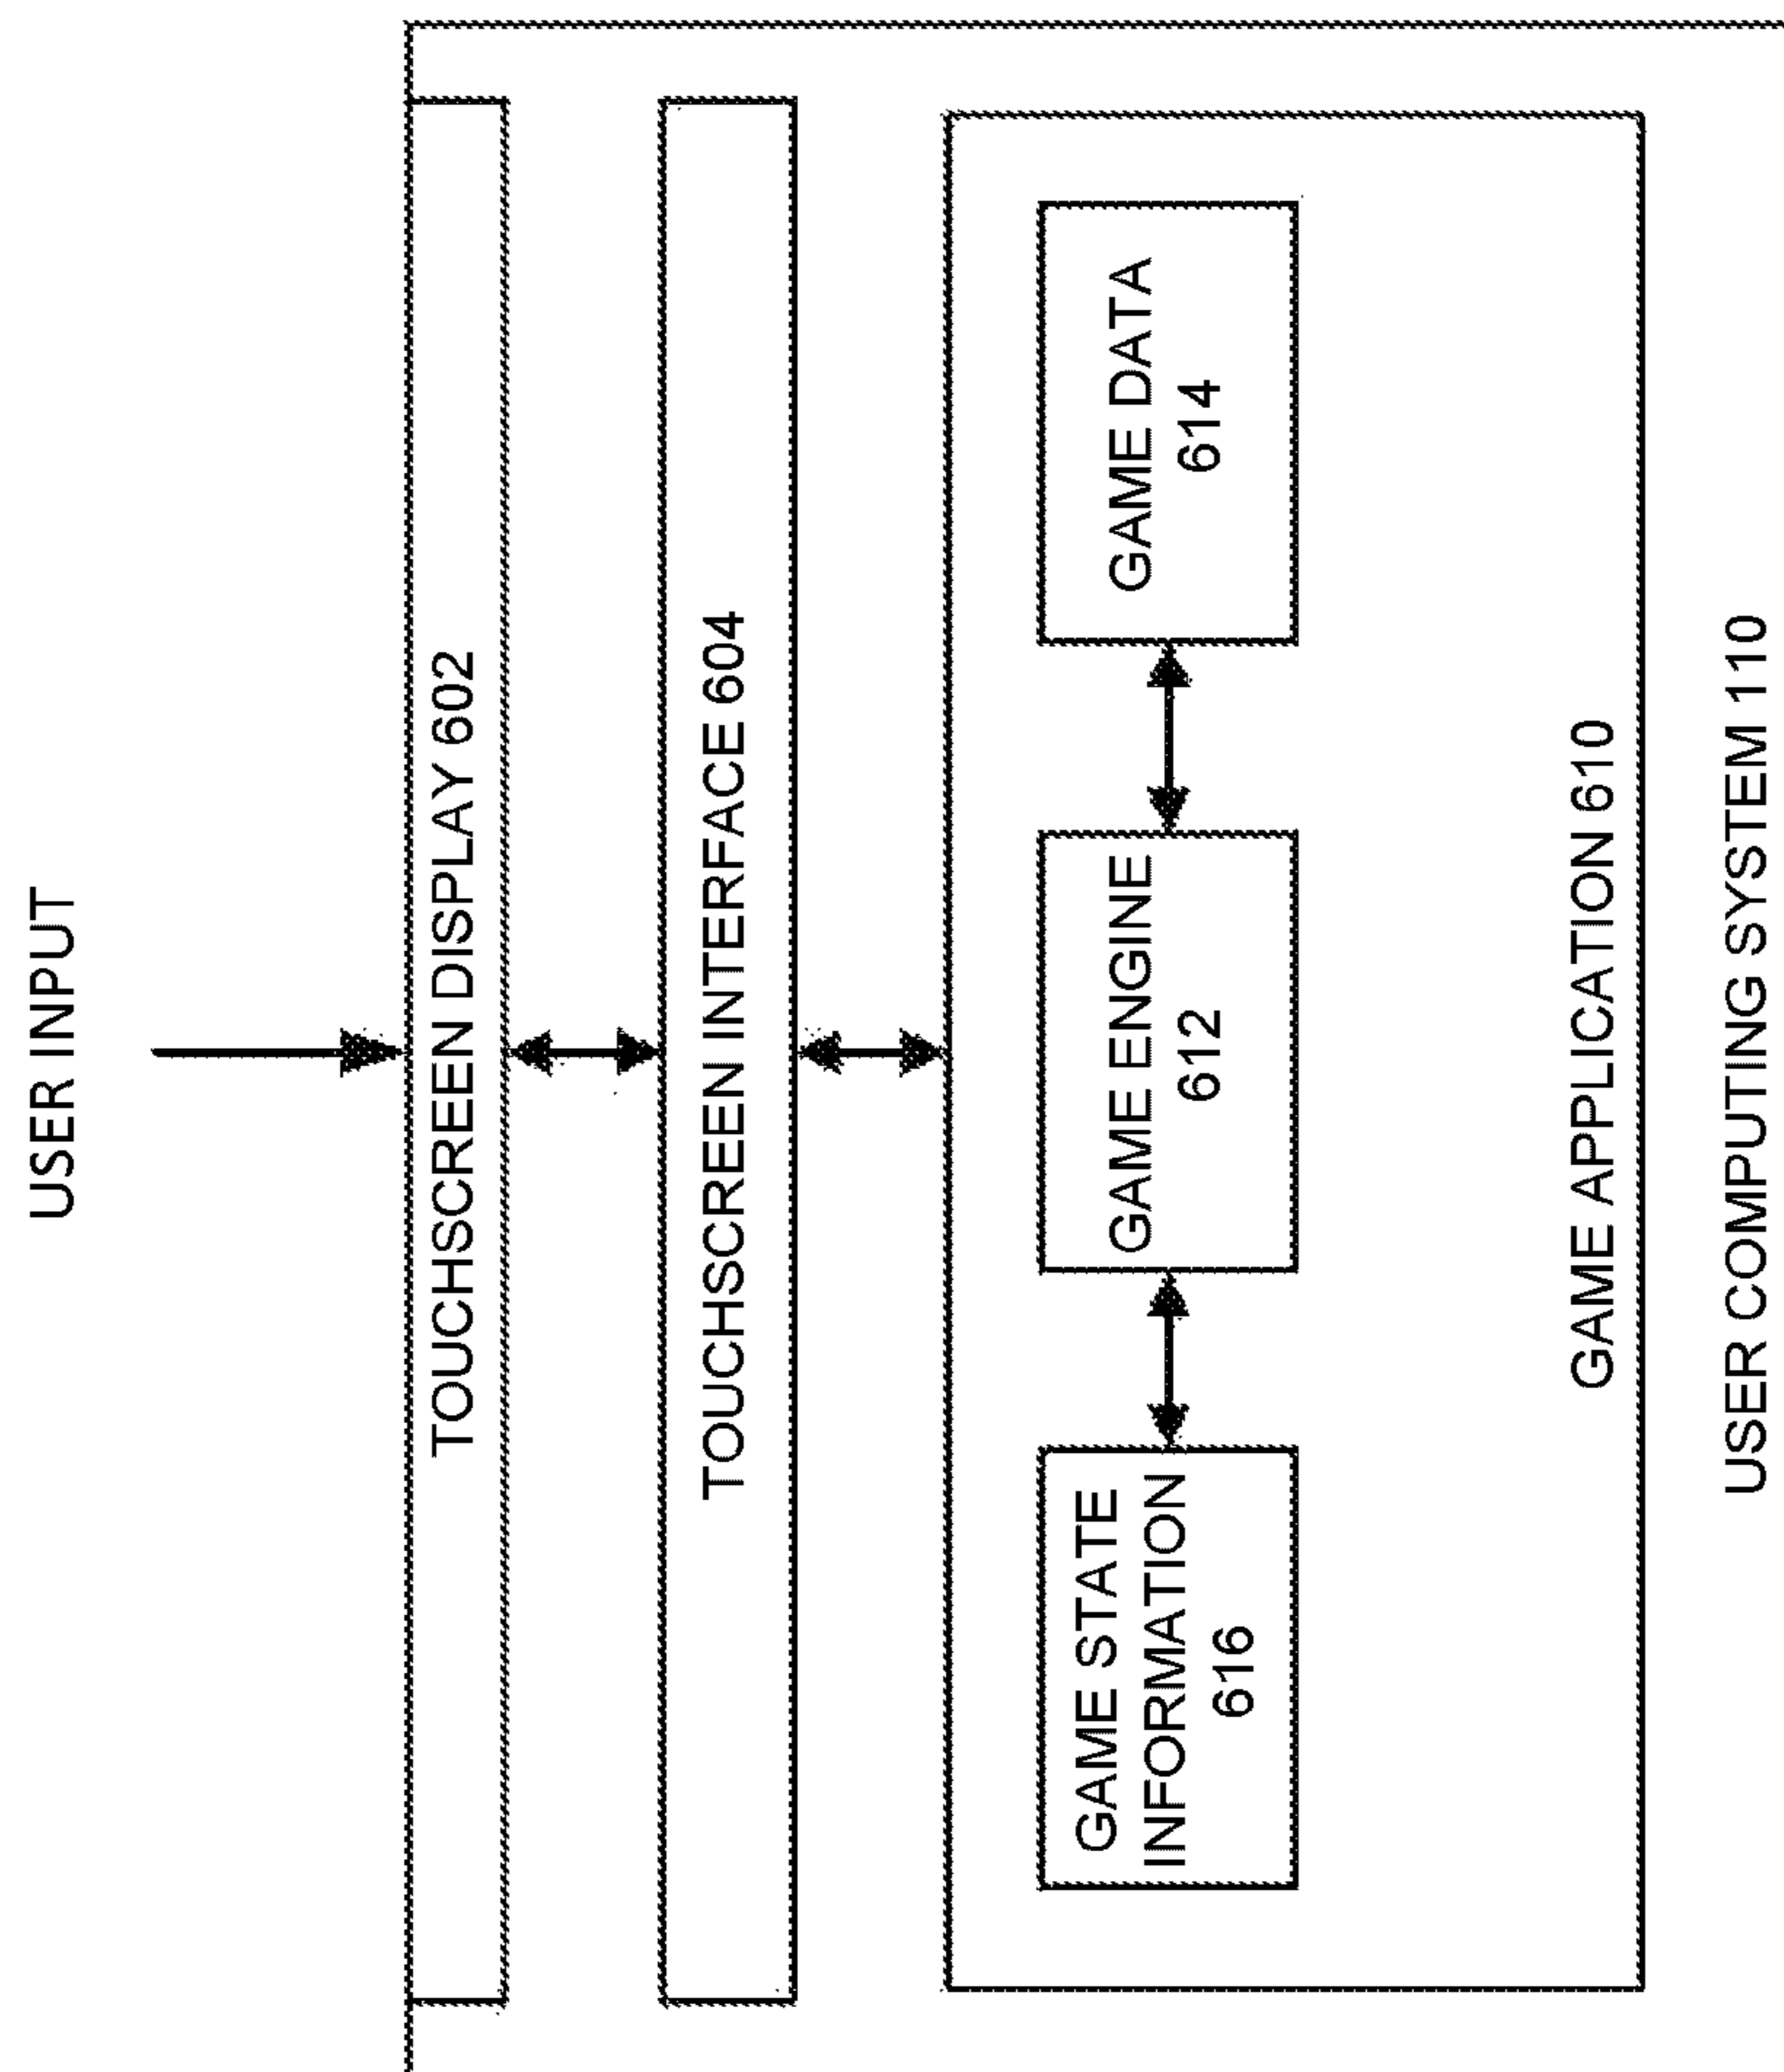 USER INPUT
TOUCHSCREEN DISPLAY 602
TOUCHSCREEN INTERFACE 604
GAME STATE
INFORMATION
616
GAME ENGINE
612
GAME DATA
614
GAME APPLICATION 610
USER COMPUTING SYSTEM 110